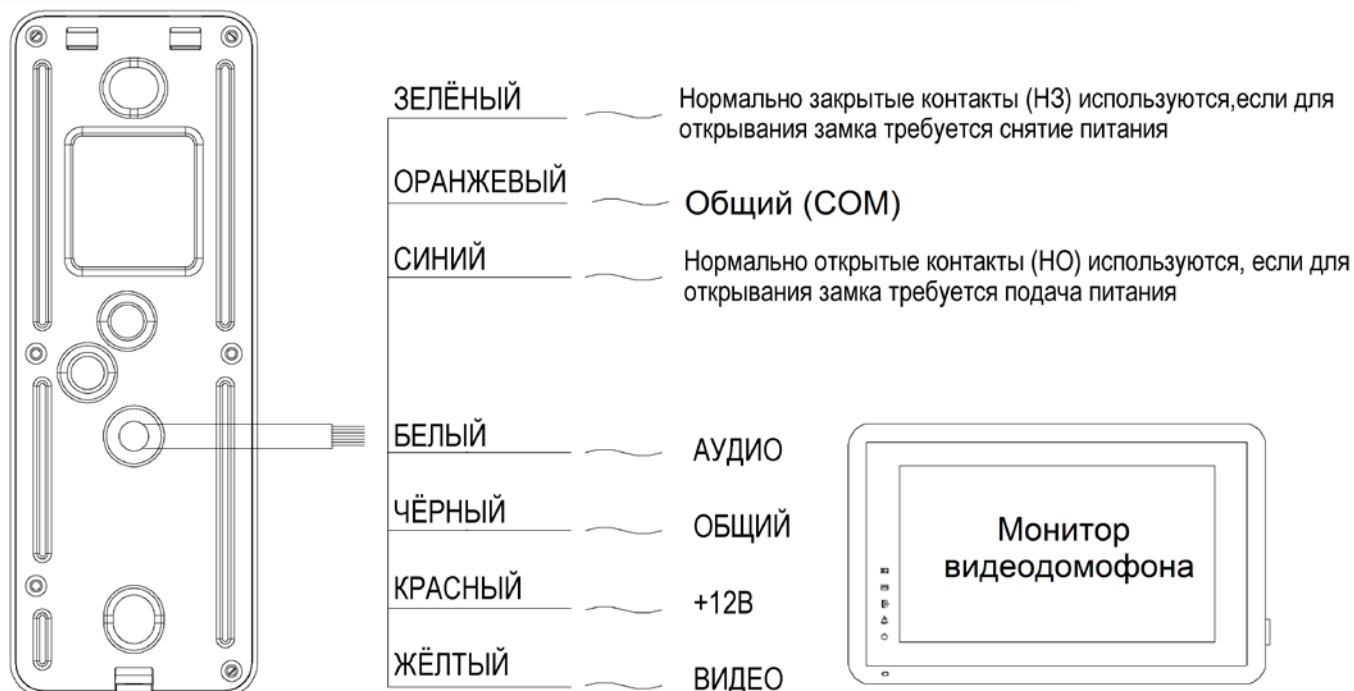 ЗЕЛЁНЫЙ
Нормально закрытые контакты (НЗ) используются,если для
открывания замка требуется снятие питания
ОРАНЖЕВЫЙ
Общий (COM)
СИНИЙ
Нормально открытые контакты (НО) используются, если для
открывания замка требуется подача питания
БЕЛЫЙ
АУДИО
ЧЁРНЫЙ
ОБЩИЙ
КРАСНЫЙ
+12В
ЖЁЛТЫЙ
ВИДЕО
Монитор
видеодомофона